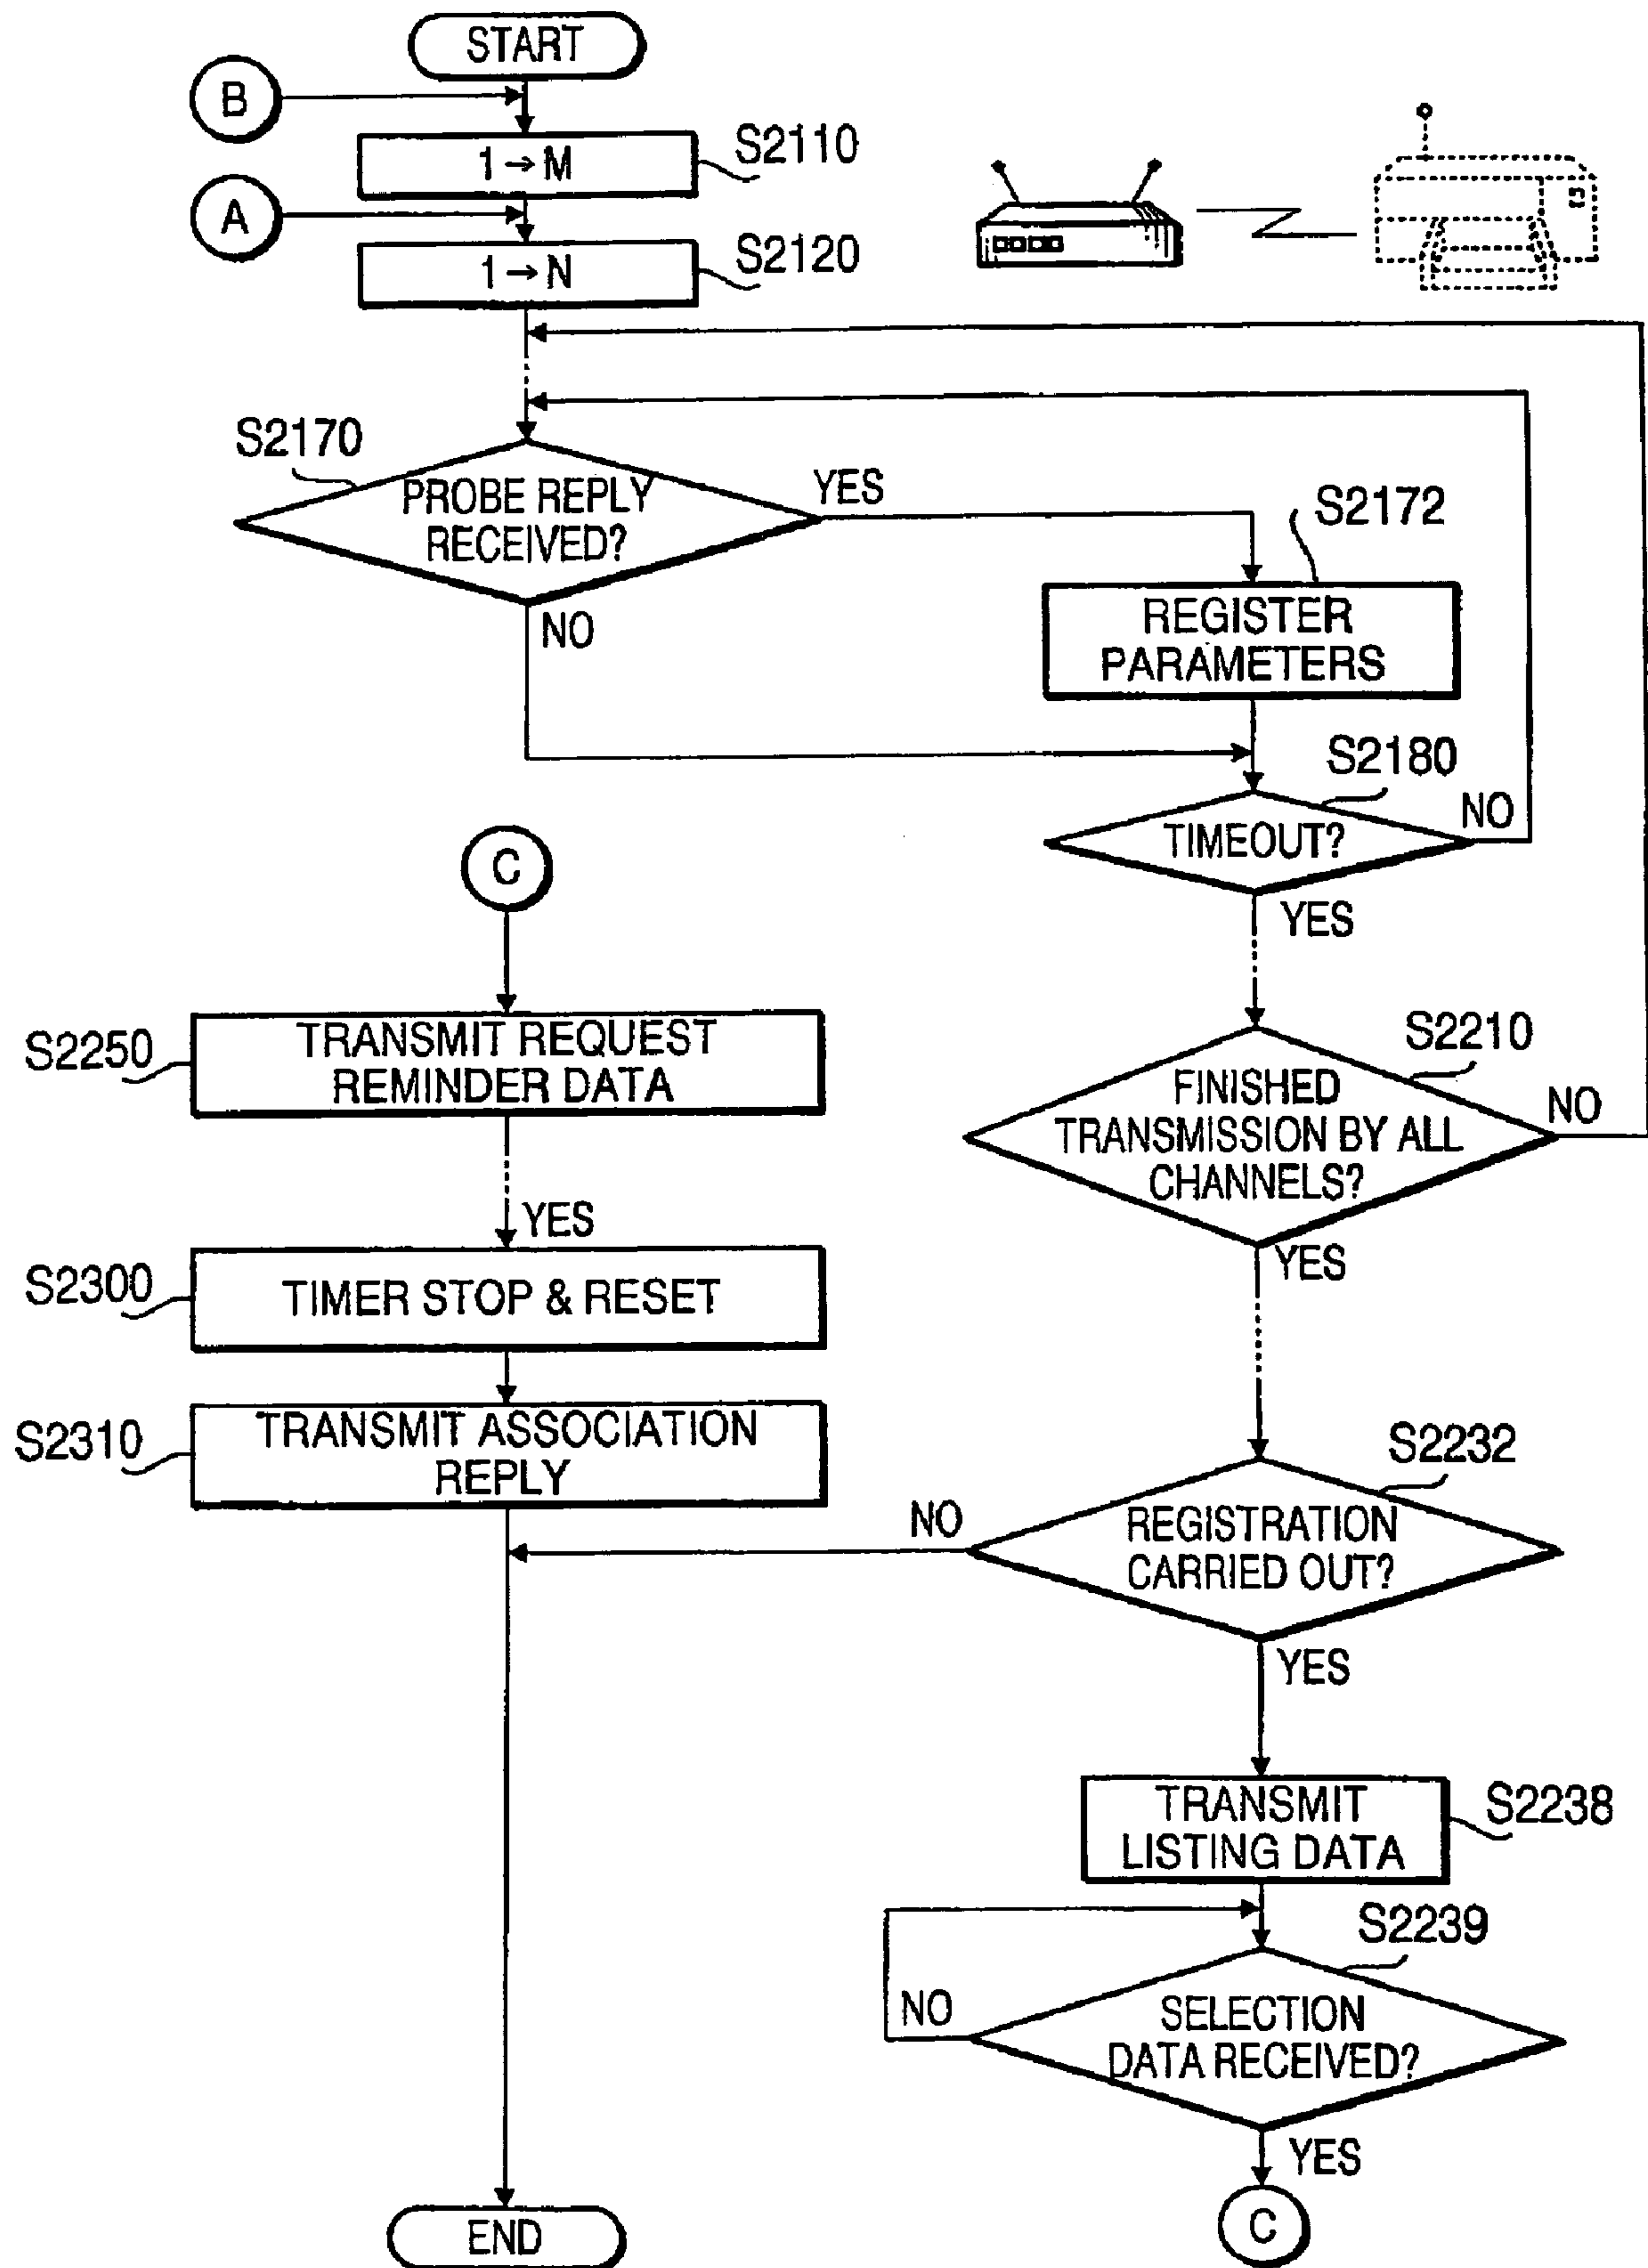 START
B
1→M
S2110
A
1→N
S2120
S2170
PROBE REPLY
RECEIVED?
YES
NO
S2172
REGISTER
PARAMETERS
S2180
TIMEOUT?
NO
YES
S2210
FINISHED
TRANSMISSION BY ALL
CHANNELS?
NO
YES
S2232
REGISTRATION
CARRIED OUT?
NO
YES
TRANSMIT
LISTING DATA
S2238
S2239
SELECTION
DATA RECEIVED?
NO
YES
C
C
S2250
TRANSMIT REQUEST
REMINDER DATA
YES
S2300
TIMER STOP & RESET
S2310
TRANSMIT ASSOCIATION
REPLY
END